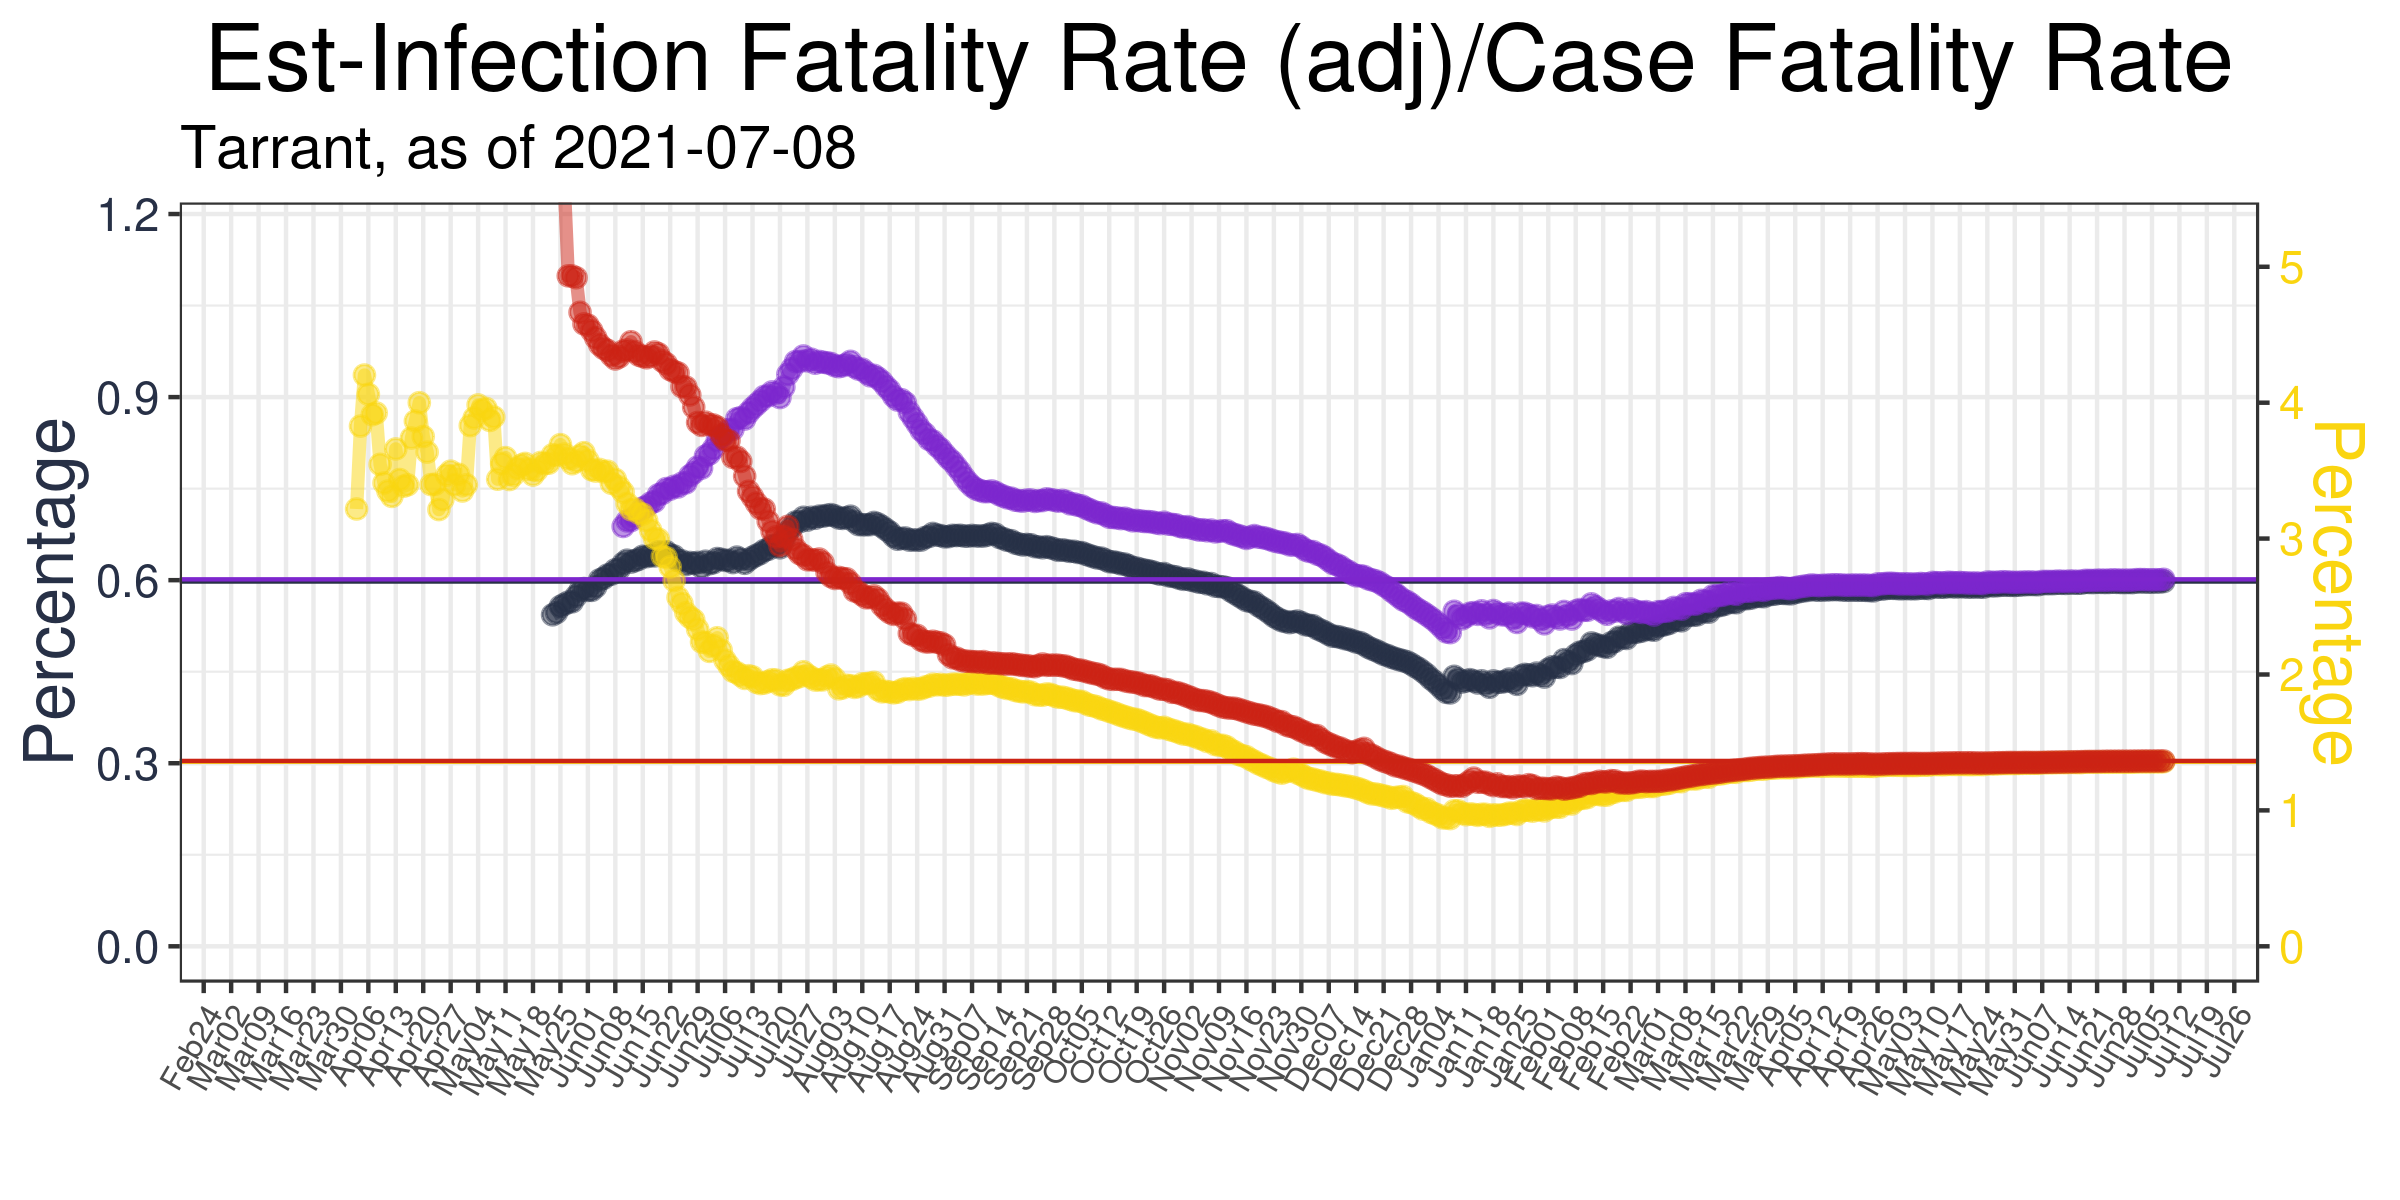 Est-Infection Fatality Rate (adj)/Case Fatality Rate
Tarrant, as of 2021-07-08
Percentage
1.2
0.9
0.6
0.3
0.0
5
4
3
2
1
0
Percentage
Feb24
Mar02
Mar09
Mar16
Mar23
Mar30
Apr06
Apr13
Apr20
Apr27
May04
May11
May18
May25
Jun01
Jun08
Jun15
Jun22
Jun29
Jul06
Jul13
Jul20
Jul27
Aug03
Aug10
Aug17
Aug24
Aug31
Sep07
Sep14
Sep21
Sep28
Oct05
Oct12
Oct19
Oct26
Nov02
Nov09
Nov16
Nov23
Nov30
Dec07
Dec14
Dec21
Dec28
Jan04
Jan11
Jan18
Jan25
Feb01
Feb08
Feb15
Feb22
Mar01
Mar08
Mar15
Mar22
Mar29
Apr05
Apr12
Apr19
Apr26
May03
May10
May17
May24
May31
Jun07
Jun14
Jun21
Jun28
Jul05
Jul12
Jul19
Jul26